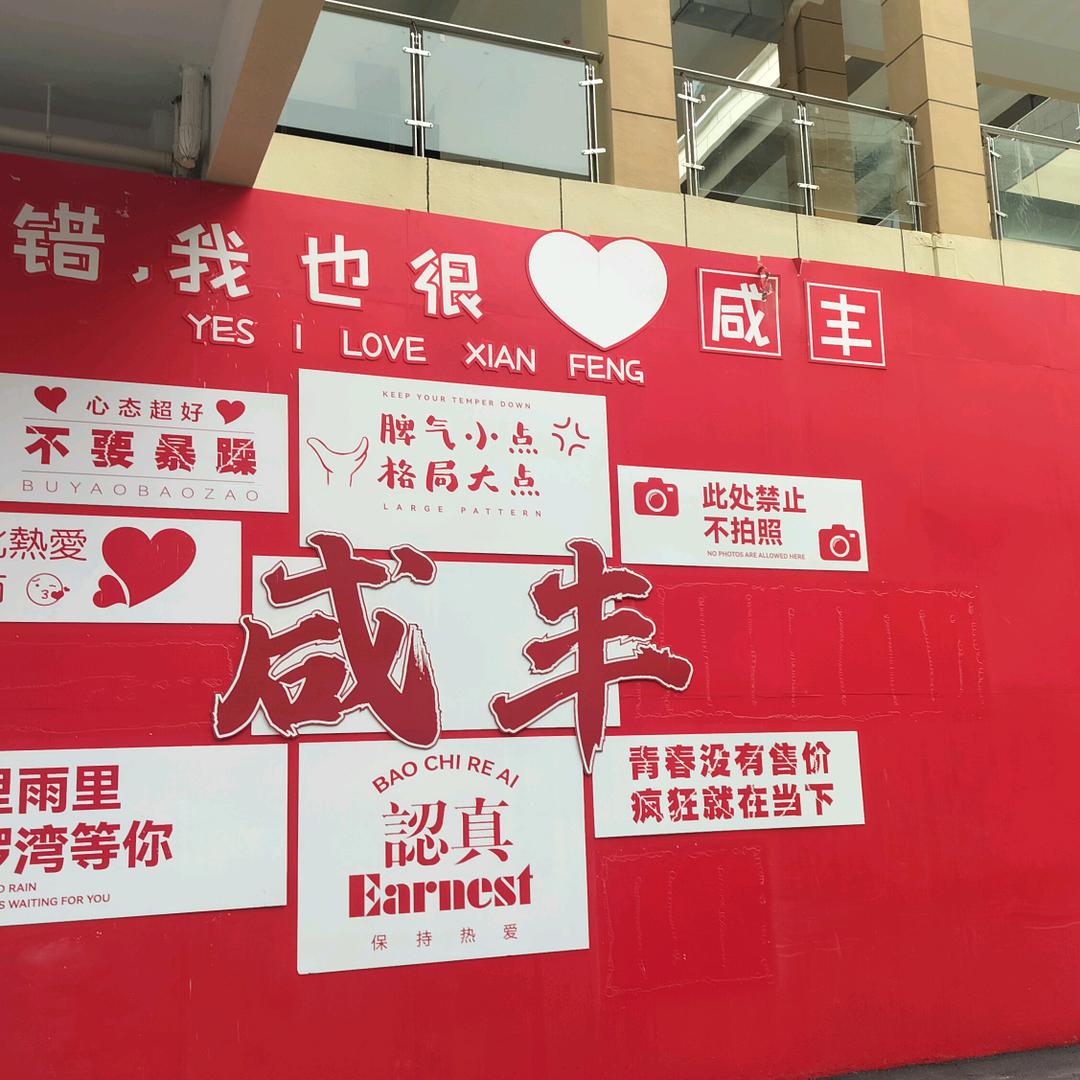 错,我也很
咸丰
YES I LOVE XIAN FENG
心态超好
不要暴躁
BUYAOBAOZAO
KEEP YOUR TEMPER DOWN
脾气小点
格局大点
LARGE PATTERN
此处禁止
不拍照
NO PHOTOS ARE ALLOWED HERE
熱愛
咸丰
里雨里
湾等你
RAIN
WAITING FOR YOU
BAO CHI RE AI
認真
Earnest
保持热爱
青春没有售价
疯狂就在当下